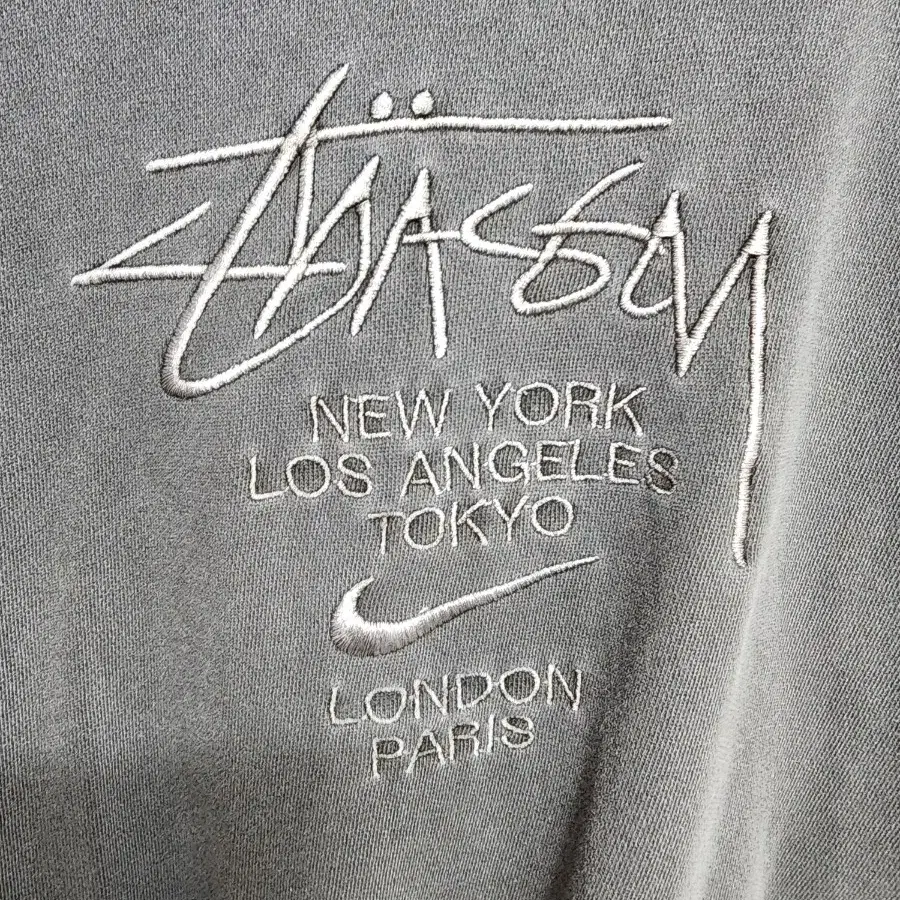 Stüssy
NEW YORK
LOS ANGELES
TOKYO
LONDON
PARIS